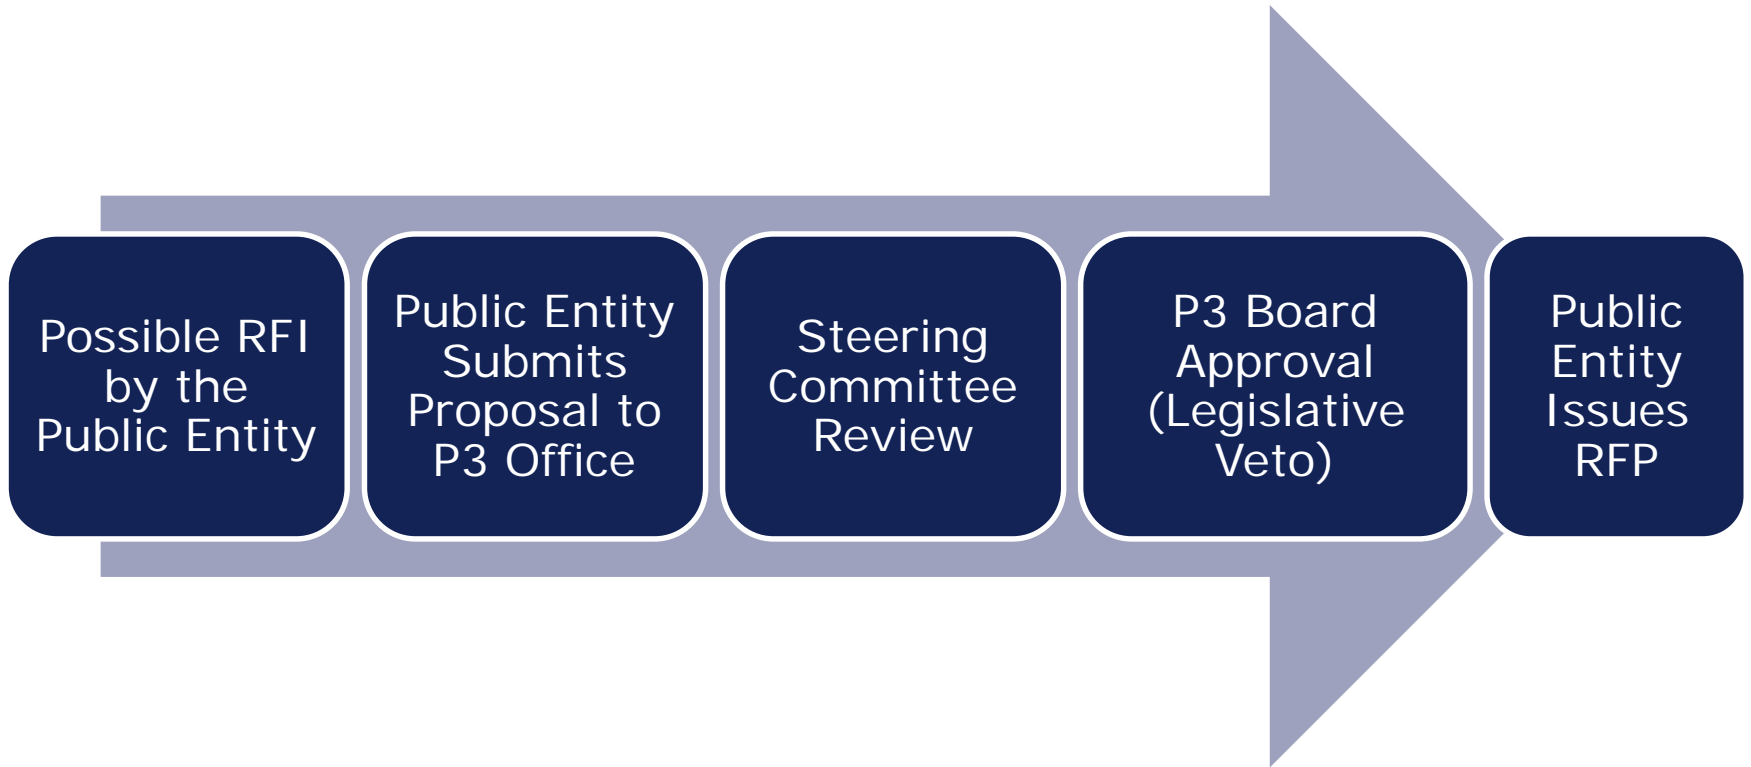 Possible RFI
by the
Public Entity
Public Entity
Submits
Proposal to
P3 Office
Steering
Committee
Review
P3 Board
Approval
(Legislative
Veto)
Public
Entity
Issues
RFP